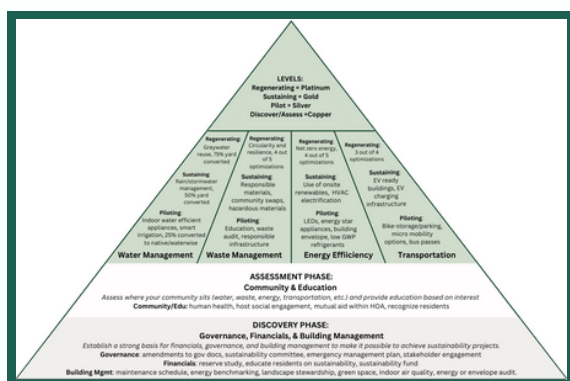 LEVELS:
Regenerating = Platinum
Sustaining = Gold
Pilot = Silver
Discover/Assess =Copper
Regenerating:
Greywater
reuse, 75% yard
converted
Sustaining:
Rain/stormwater
management,
50% yard
converted
Piloting:
Indoor water efficient
appliances, smart
irrigation, 25% converted
to native/waterwise
Water Management
Regenerating:
Circularity and
resilience, 4 out
of 5
optimizations
Sustaining:
Responsible
materials,
community swaps,
hazardous materials
Piloting:
Education, waste
audit, responsible
infrastructure
Waste Management
Regenerating:
Net zero energy,
4 out of 5
optimizations
Sustaining:
Use of onsite
renewables, HVAC
electrification
Piloting:
LEDs, energy star
appliances, building
envelope, low GWP
refrigerants
Energy Efficiency
Regenerating:
3 out of 4
optimizations
Sustaining:
EV ready
buildings, EV
charging
infrastructure
Piloting:
Bike-storage/parking,
micro mobility
options, bus passes
Transportation
ASSESSMENT PHASE:
Community & Education
Assess where your community sits (water, waste, energy, transportation, etc.) and provide education based on interest
Community/Edu: human health, host social engagement, mutual aid within HOA, recognize residents
DISCOVERY PHASE:
Governance, Financials, & Building Management
Establish a strong basis for financials, governance, and building management to make it possible to achieve sustainability projects.
Governance: amendments to gov docs, sustainability committee, emergency management plan, stakeholder engagement
Financials: reserve study, educate residents on sustainability, sustainability fund
Building Mgmt: maintenance schedule, energy benchmarking, landscape stewardship, green space, indoor air quality, energy or envelope audit.